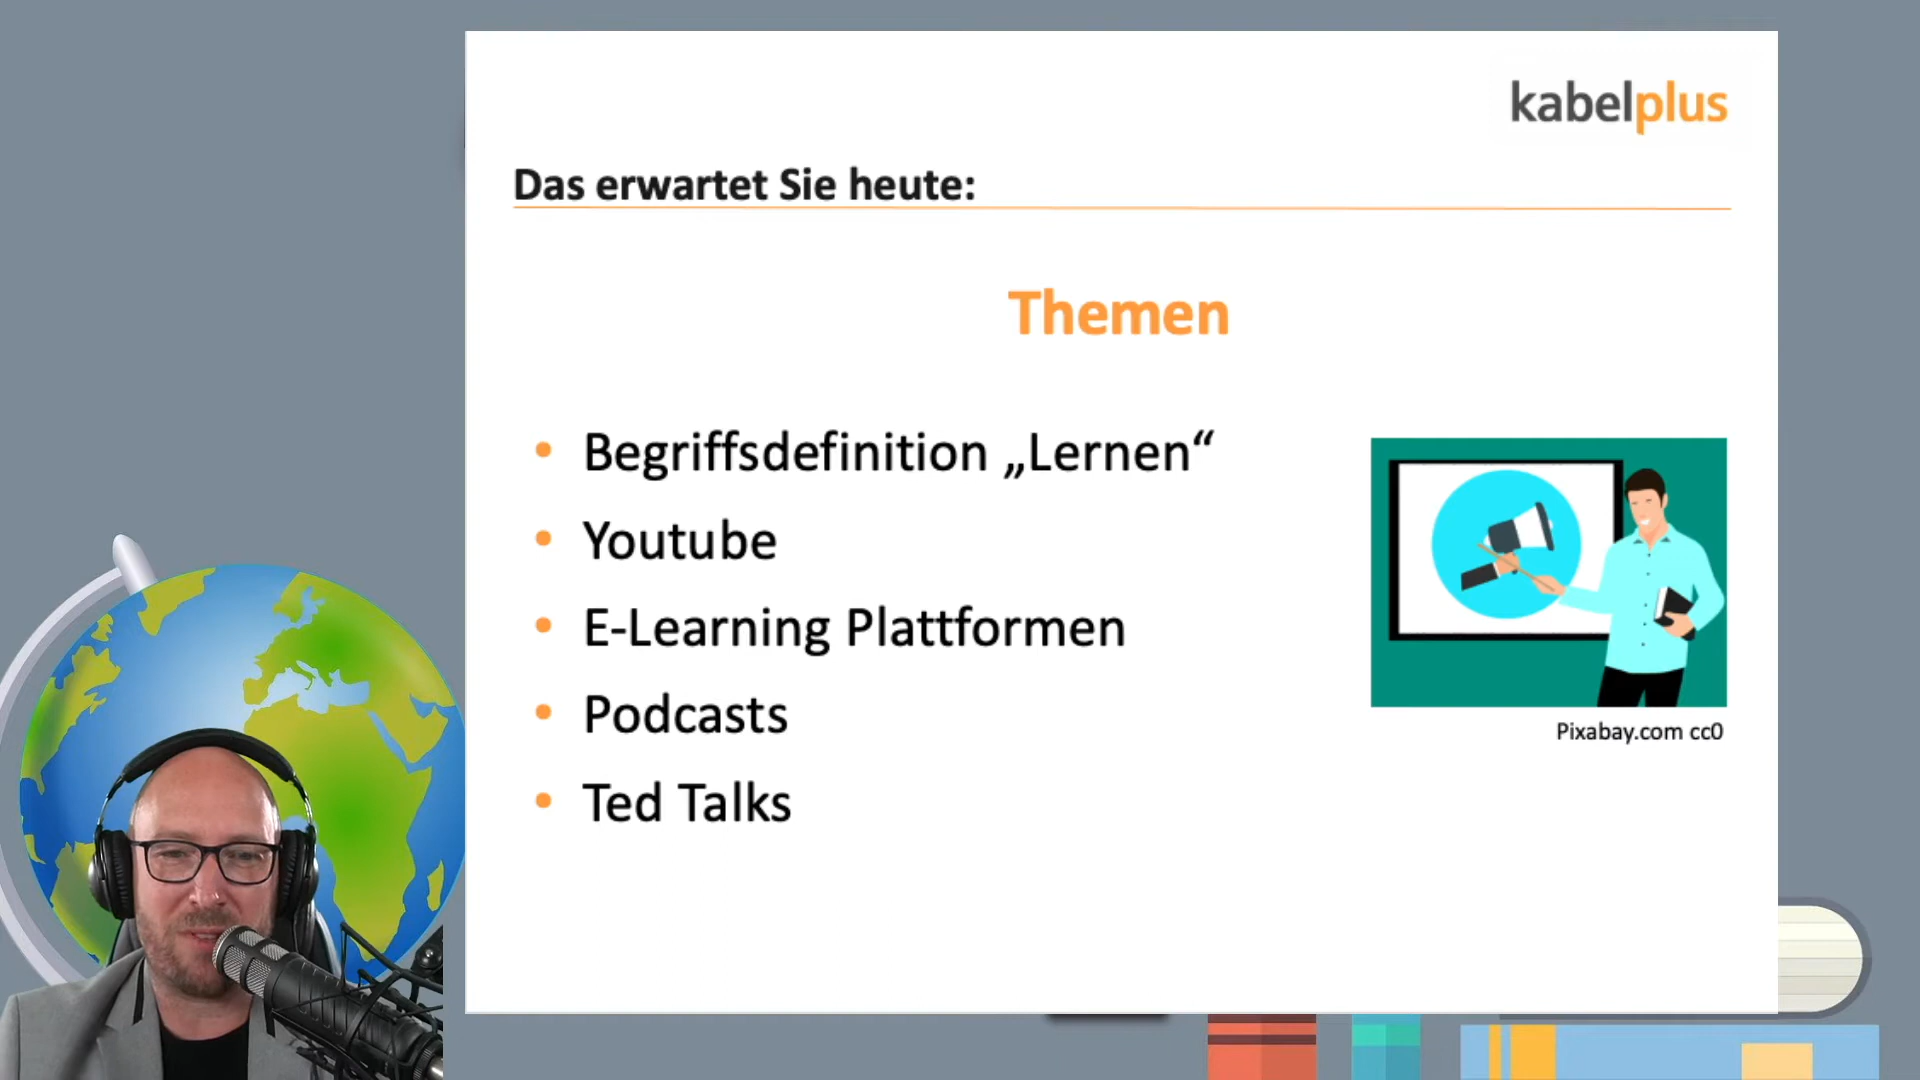 kabelplus
Das erwartet Sie heute:
Themen
• Begriffsdefinition „Lernen“
• Youtube
• E-Learning Plattformen
• Podcasts
• Ted Talks
Pixabay.com cc0